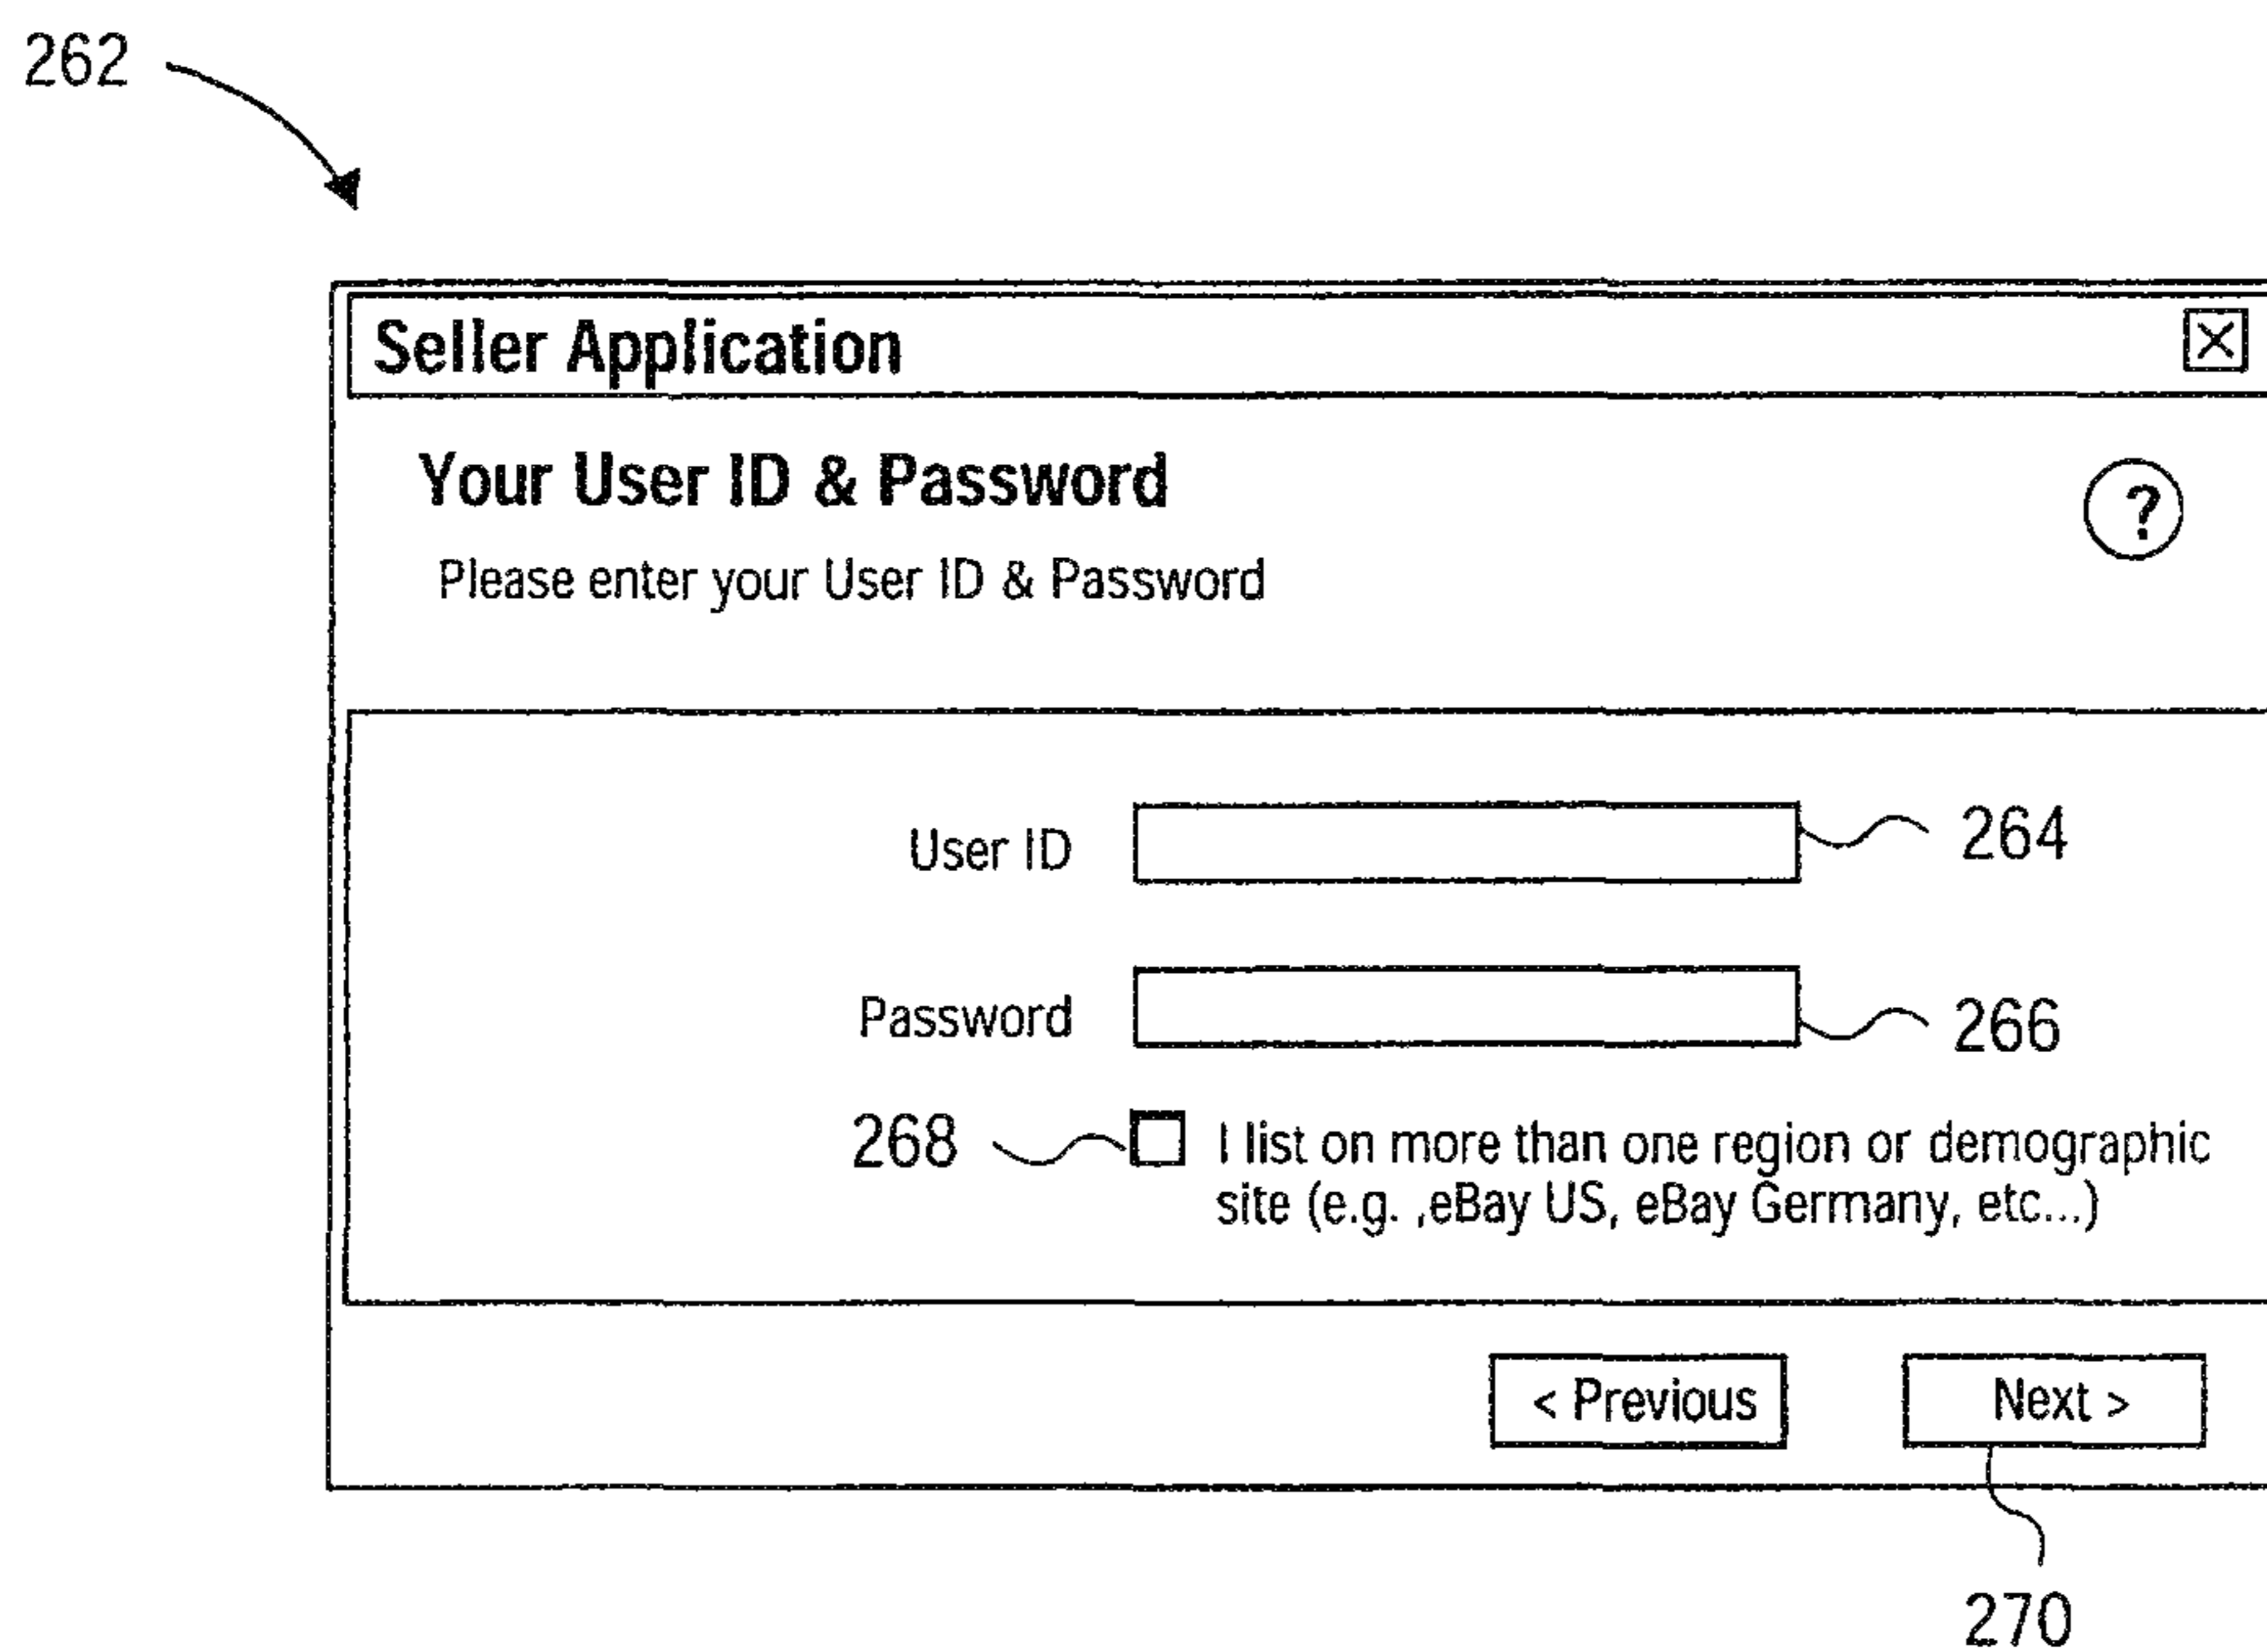 262
Seller Application
Your User ID & Password
?
Please enter your User ID & Password
User ID
264
Password
266
268
I list on more than one region or demographic
site (e.g. ,eBay US, eBay Germany, etc...)
< Previous
Next >
270